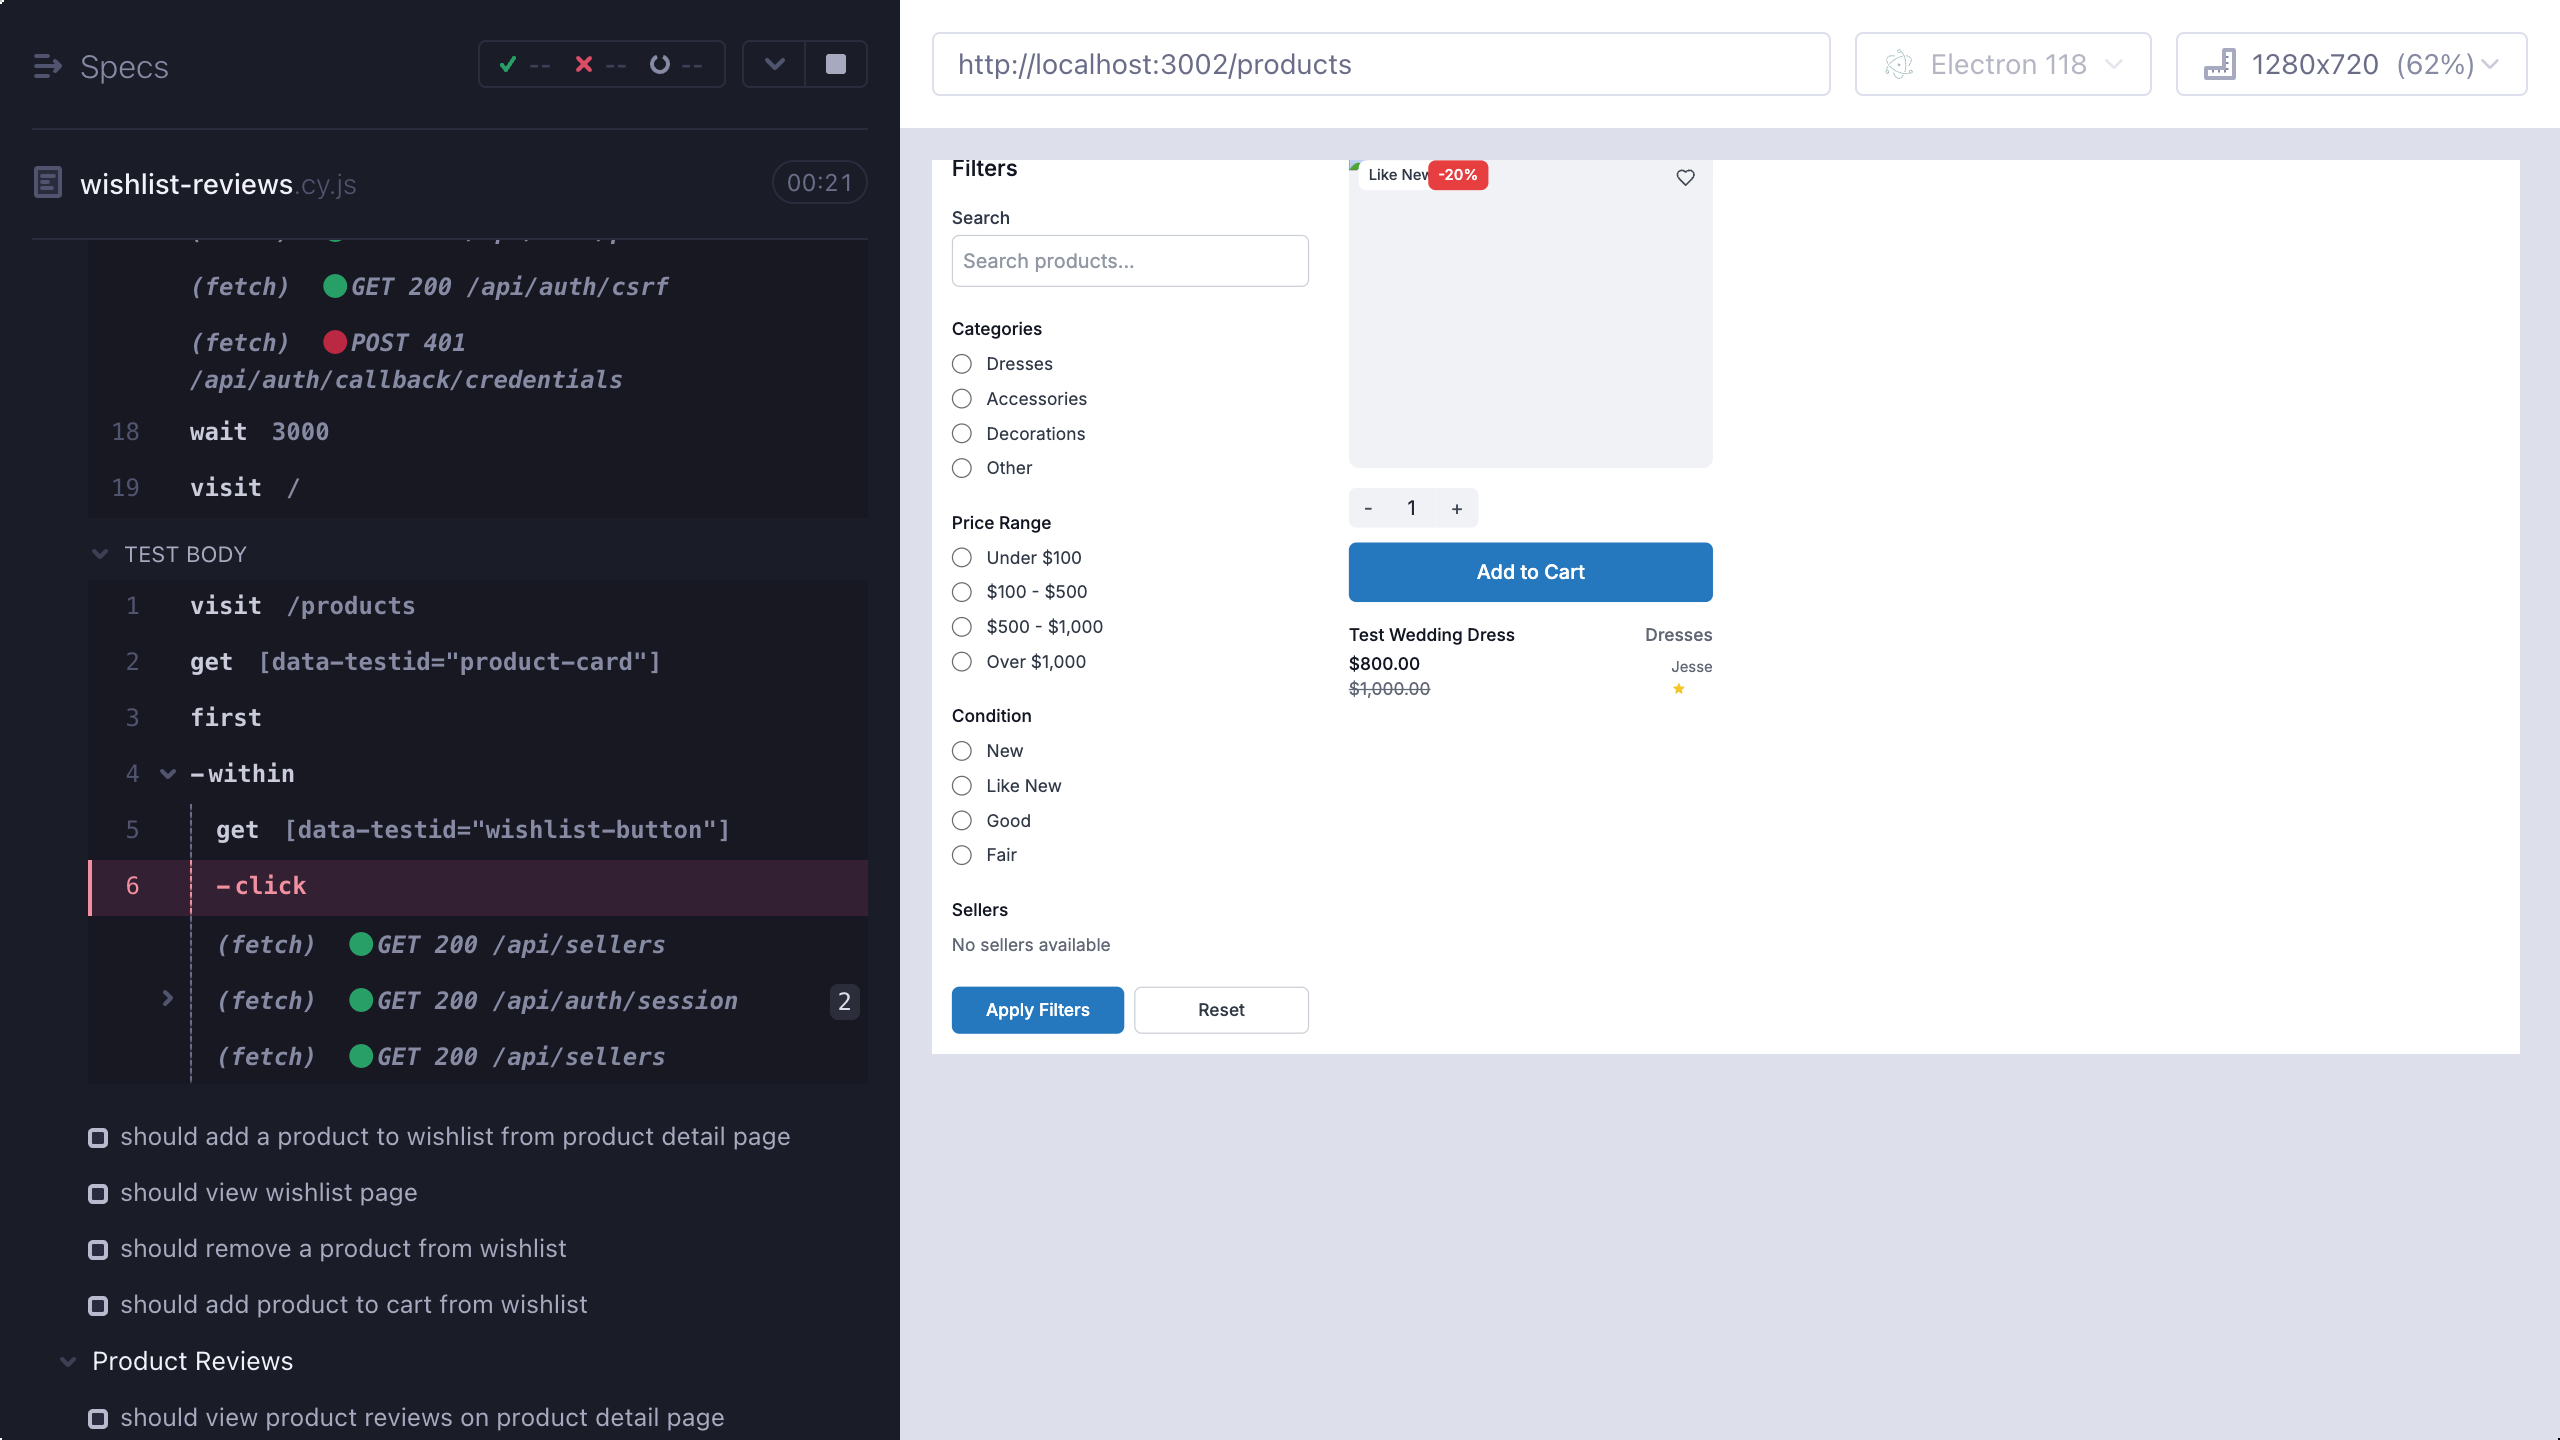 Specs
-- -- --
wishlist-reviews.cy.js
00:21
(fetch) GET 200 /api/auth/csrf
(fetch) POST 401
/api/auth/callback/credentials
18 wait 3000
19 visit /
TEST BODY
1 visit /products
2 get [data-testid="product-card"]
3 first
4 -within
5 get [data-testid="wishlist-button"]
6 -click
(fetch) GET 200 /api/sellers
(fetch) GET 200 /api/auth/session 2
(fetch) GET 200 /api/sellers
should add a product to wishlist from product detail page
should view wishlist page
should remove a product from wishlist
should add product to cart from wishlist
Product Reviews
should view product reviews on product detail page
http://localhost:3002/products
Electron 118
1280x720 (62%)
Filters
Search
Search products...
Categories
Dresses
Accessories
Decorations
Other
Price Range
Under $100
$100 - $500
$500 - $1,000
Over $1,000
Condition
New
Like New
Good
Fair
Sellers
No sellers available
Apply Filters
Reset
Like New
-20%
- 1 +
Add to Cart
Test Wedding Dress
Dresses
$800.00
Jesse
$1,000.00